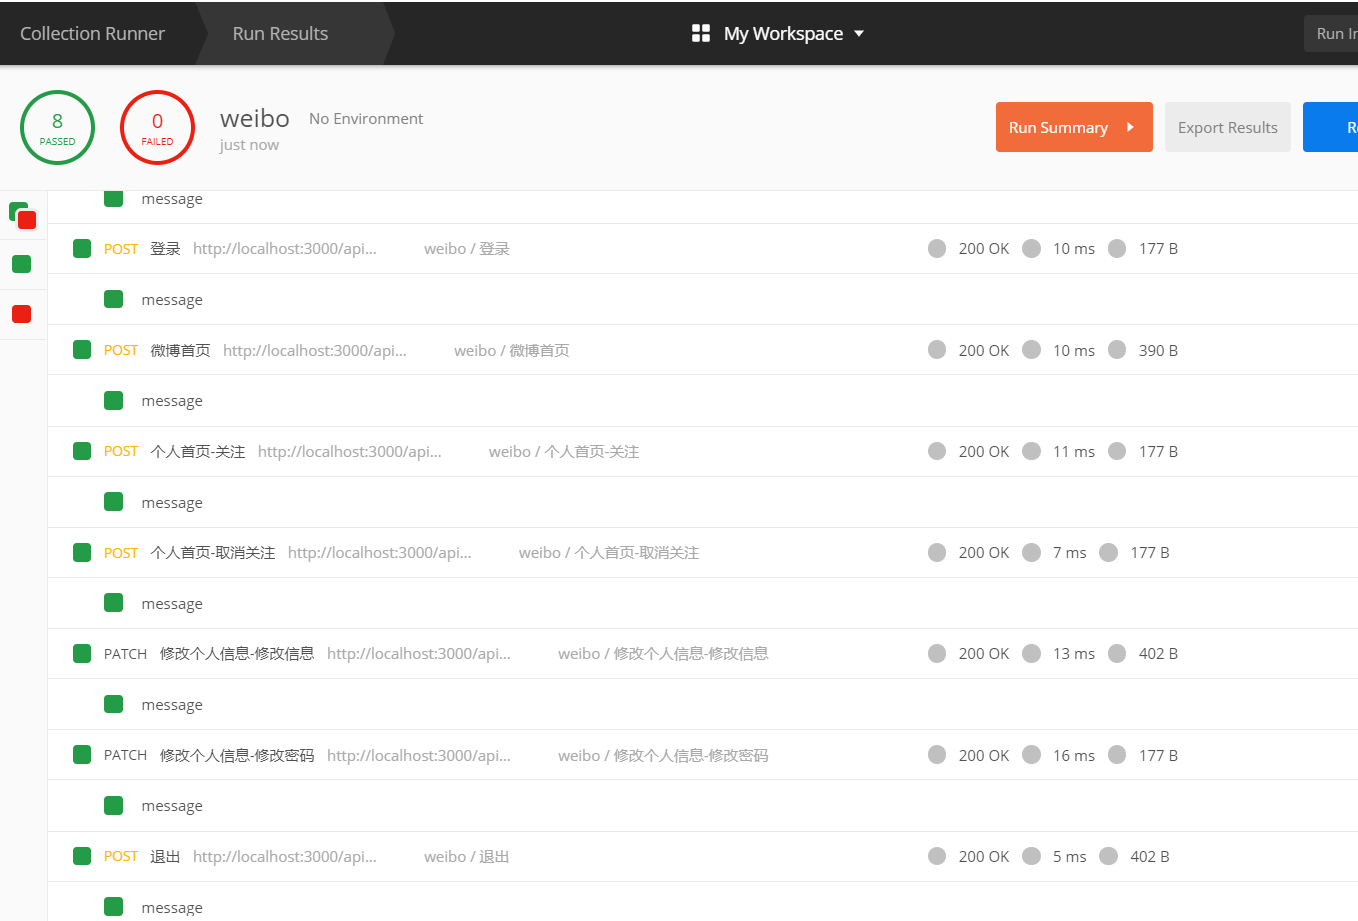 Collection Runner Run Results My Workspace Run In
8 PASSED 0 FAILED weibo No Environment just now Run Summary Export Results R
message
POST 登录 http://localhost:3000/api... weibo / 登录 200 OK 10 ms 177 B
message
POST 微博首页 http://localhost:3000/api... weibo / 微博首页 200 OK 10 ms 390 B
message
POST 个人首页-关注 http://localhost:3000/api... weibo / 个人首页-关注 200 OK 11 ms 177 B
message
POST 个人首页-取消关注 http://localhost:3000/api... weibo / 个人首页-取消关注 200 OK 7 ms 177 B
message
PATCH 修改个人信息-修改信息 http://localhost:3000/api... weibo / 修改个人信息-修改信息 200 OK 13 ms 402 B
message
PATCH 修改个人信息-修改密码 http://localhost:3000/api... weibo / 修改个人信息-修改密码 200 OK 16 ms 177 B
message
POST 退出 http://localhost:3000/api... weibo / 退出 200 OK 5 ms 402 B
message